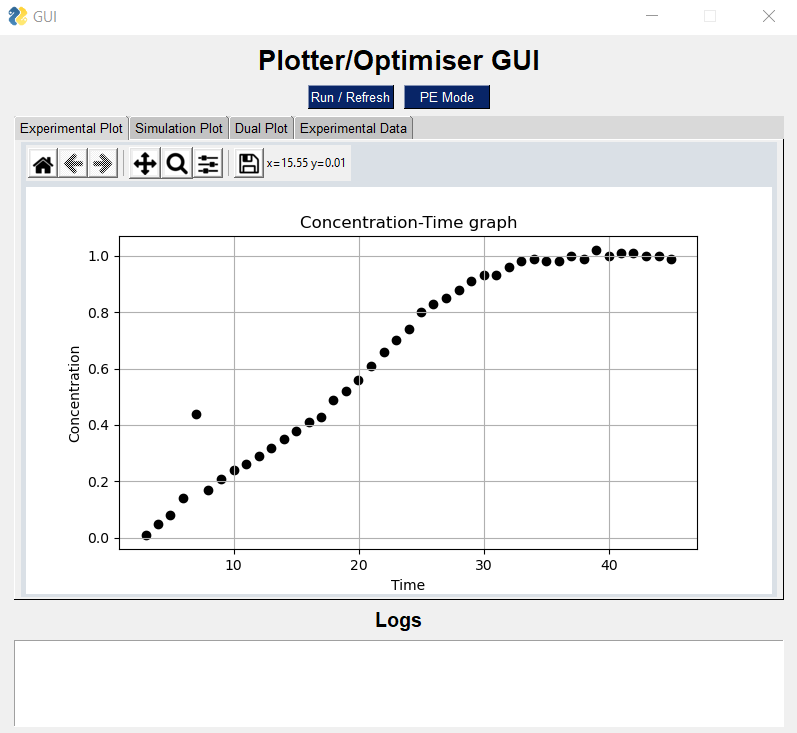 GUI
Plotter/Optimiser GUI
Run / Refresh PE Mode
Experimental Plot Simulation Plot Dual Plot Experimental Data
x=15.55 y=0.01
Concentration-Time graph
1.0
0.8
0.6
0.4
0.2
0.0
Concentration
10 20 30 40
Time
Logs